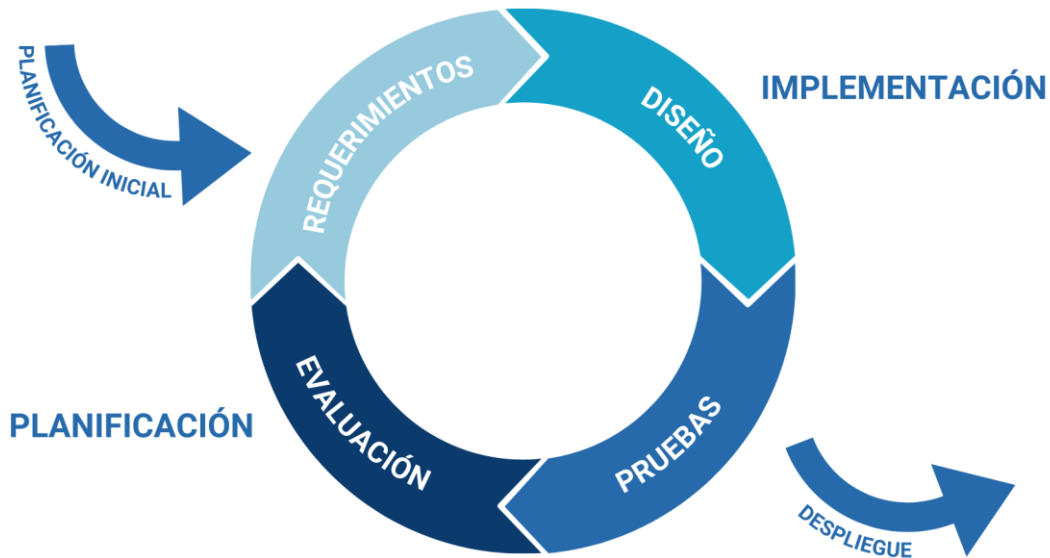 PLANIFICACIÓN INICIAL
REQUERIMIENTOS
DISEÑO
IMPLEMENTACIÓN
PLANIFICACIÓN
EVALUACIÓN
PRUEBAS
DESPLIEGUE